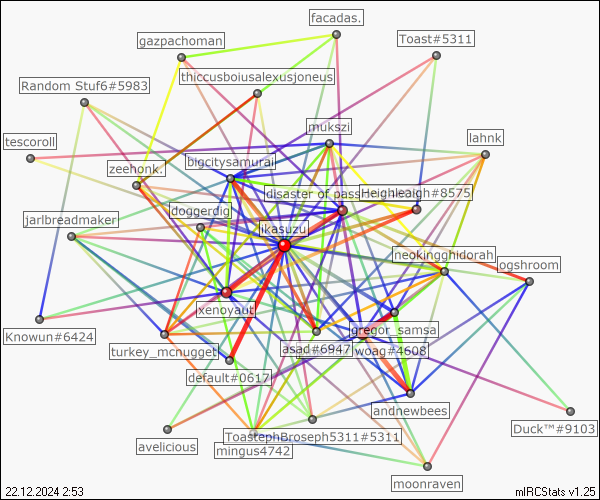 facadas.
gazpachoman
Toast#5311
thiccusboiusalexusjoneus
Random Stuf6#5983
mukszi
tescoroll
lahnk
bigcitysamurai
zeehonk.
disaster of pass
Heighleaigh#8575
doggerdig
jarlbreadmaker
likasuzu
neokingghidorah
ogshroom
xenovaut
Knowun#6424
gregor_samsa
turkey_mcnugget
asad#6947
woag#4608
default#0617
andnewbees
Duck™#9103
avelicious
ToastephBroseph5311#5311
mingus4742
moonraven
22.12.2024 2:53
mIRCStats v1.25